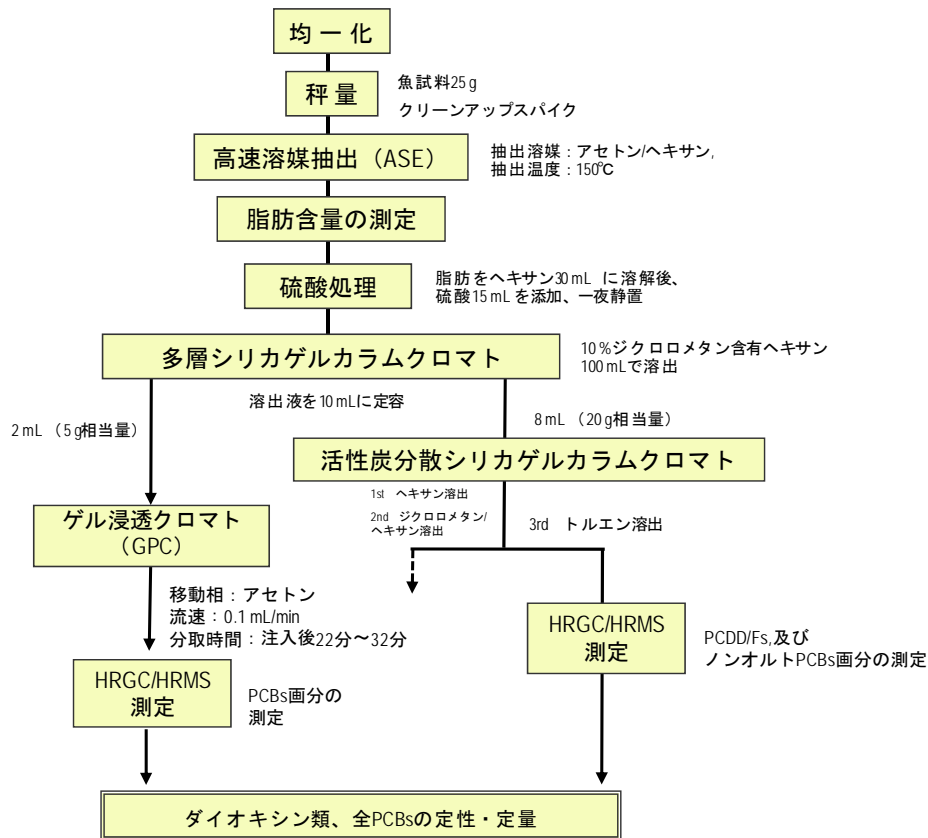 均一化
秤量
魚試料25 g
クリーンアップスパイク
高速溶媒抽出（ASE）
抽出溶媒：アセトン/ヘキサン,
抽出温度：150℃
脂肪含量の測定
硫酸処理
脂肪をヘキサン30 mL に溶解後、
硫酸15 mL を添加、一夜静置
多層シリカゲルカラムクロマト
10％ジクロロメタン含有ヘキサン
100 mLで溶出
溶出液を10 mLに定容
2 mL （5 g相当量）
8 mL （20 g相当量）
活性炭分散シリカゲルカラムクロマト
1st ヘキサン溶出
2nd ジクロロメタン/
ヘキサン溶出
3rd トルエン溶出
ゲル浸透クロマト
（GPC）
移動相：アセトン
流速：0.1 mL/min
分取時間：注入後22分～32分
HRGC/HRMS
測定
PCDD/Fs,及び
ノンオルトPCBs画分の測定
HRGC/HRMS
測定
PCBs画分の
測定
ダイオキシン類、全PCBsの定性・定量